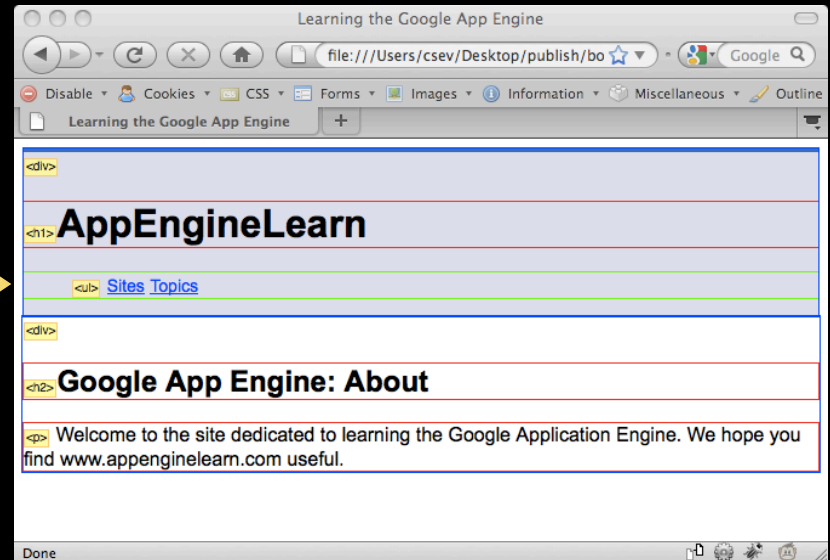 Learning the Google App Engine
file:///Users/csev/Desktop/publish/bo Google
Disable Cookies CSS Forms Images Information Miscellaneous Outline
Learning the Google App Engine +
<div>
<h1>AppEngineLearn
<ul> Sites Topics
<div>
<h2>Google App Engine: About
<p> Welcome to the site dedicated to learning the Google Application Engine. We hope you
find www.appenginelearn.com useful.
Done